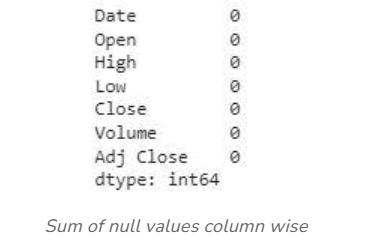 Date 0
Open 0
High 0
Low 0
Close 0
Volume 0
Adj Close 0
dtype: int64
Sum of null values column wise